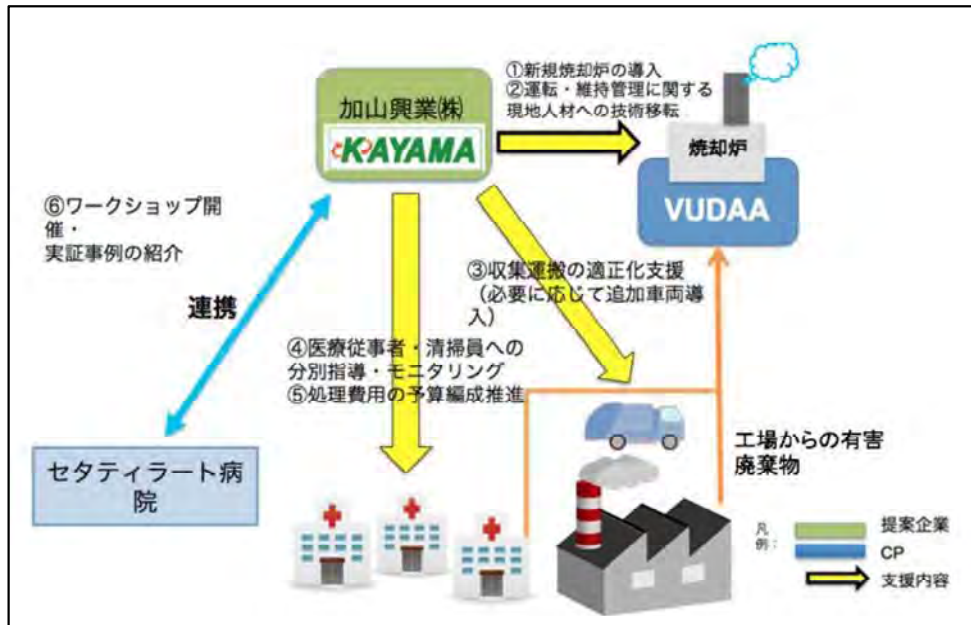 加山興業㈱
KAYAMA
①新規焼却炉の導入
②運転・維持管理に関する
現地人材への技術移転
焼却炉
VUDAA
⑥ワークショップ開
催・
実証事例の紹介
連携
③収集運搬の適正化支援
(必要に応じて追加車両導
入)
④医療従事者・清掃員への
分別指導・モニタリング
⑤処理費用の予算編成推進
セタティラート病
院
工場からの有害
廃棄物
凡
例：
提案企業
CP
支援内容